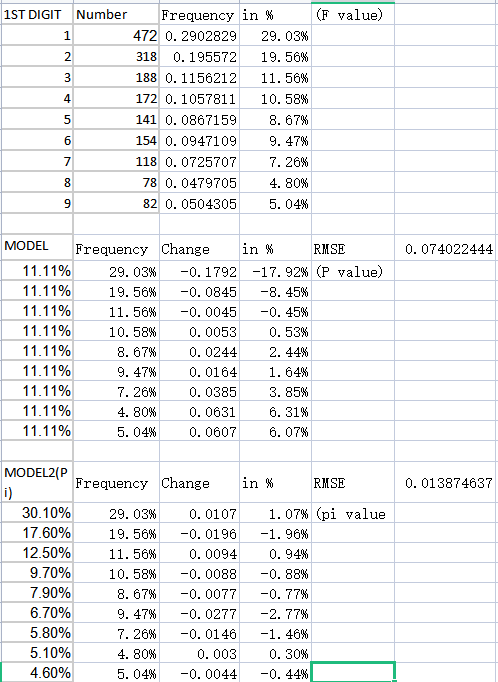 1ST DIGIT Number Frequency in % (F value)
1 472 0.2902829 29.03%
2 318 0.195572 19.56%
3 188 0.1156212 11.56%
4 172 0.1057811 10.58%
5 141 0.0867159 8.67%
6 154 0.0947109 9.47%
7 118 0.0725707 7.26%
8 78 0.0479705 4.80%
9 82 0.0504305 5.04%
MODEL Frequency Change in % RMSE 0.074022444
11.11% 29.03% -0.1792 -17.92% (P value)
11.11% 19.56% -0.0845 -8.45%
11.11% 11.56% -0.0045 -0.45%
11.11% 10.58% 0.0053 0.53%
11.11% 8.67% 0.0244 2.44%
11.11% 9.47% 0.0164 1.64%
11.11% 7.26% 0.0385 3.85%
11.11% 4.80% 0.0631 6.31%
11.11% 5.04% 0.0607 6.07%
MODEL2(P
i) Frequency Change in % RMSE 0.013874637
30.10% 29.03% 0.0107 1.07% (pi value
17.60% 19.56% -0.0196 -1.96%
12.50% 11.56% 0.0094 0.94%
9.70% 10.58% -0.0088 -0.88%
7.90% 8.67% -0.0077 -0.77%
6.70% 9.47% -0.0277 -2.77%
5.80% 7.26% -0.0146 -1.46%
5.10% 4.80% 0.003 0.30%
4.60% 5.04% -0.0044 -0.44%